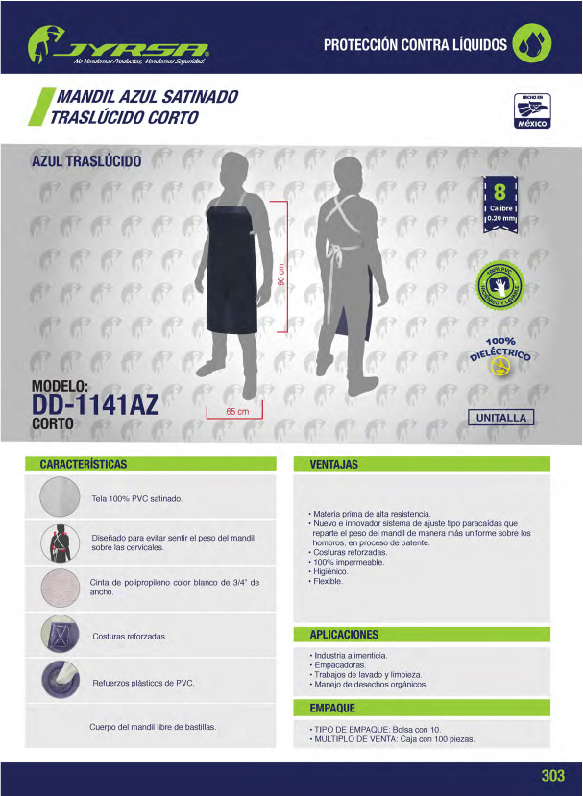 JYRSA®
No Vendemos Productos, Vendemos Seguridad!
PROTECCIÓN CONTRA LÍQUIDOS
MANDIL AZUL SATINADO
TRASLÚCIDO CORTO
HECHO EN
MÉXICO
AZUL TRASLÚCIDO
8
Calibre
0.20 mm
90 cm
100% PVC
HIGIÉNICO Y LAVABLE
100%
DIELÉCTRICO
MODELO:
DD-1141AZ
CORTO
65 cm
UNITALLA
CARACTERÍSTICAS
Tela 100% PVC satinado.
Diseñado para evitar sentir el peso del mandil
sobre las cervicales.
Cinta de polipropileno color blanco de 3/4" de
ancho.
Costuras reforzadas.
Refuerzos plásticos de PVC.
Cuerpo del mandil libre de bastillas.
VENTAJAS
• Materia prima de alta resistencia.
• Nuevo e innovador sistema de ajuste tipo paracaídas que
reparte el peso del mandil de manera más uniforme sobre los
hombros, en proceso de patente.
• Costuras reforzadas.
• 100% impermeable.
• Higiénico.
• Flexible.
APLICACIONES
• Industria alimenticia.
• Empacadoras.
• Trabajos de lavado y limpieza.
• Manejo de desechos orgánicos.
EMPAQUE
• TIPO DE EMPAQUE: Bolsa con 10.
• MULTIPLO DE VENTA: Caja con 100 piezas.
303